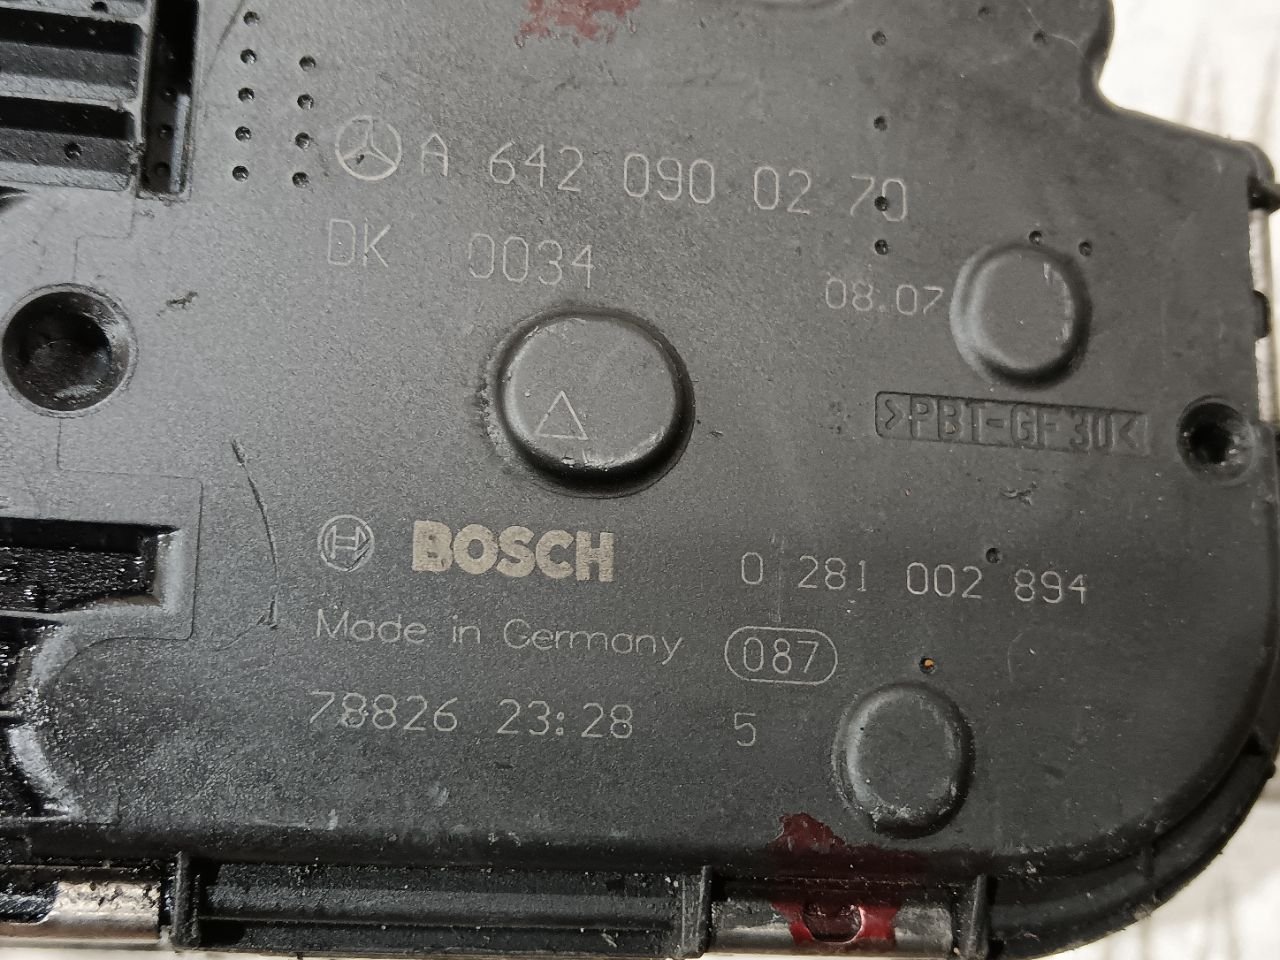 A 642 090 02 70
DK 0034
08.07
>PBT-GF30<
H BOSCH 0 281 002 894
Made in Germany 087
78826 23:28 5